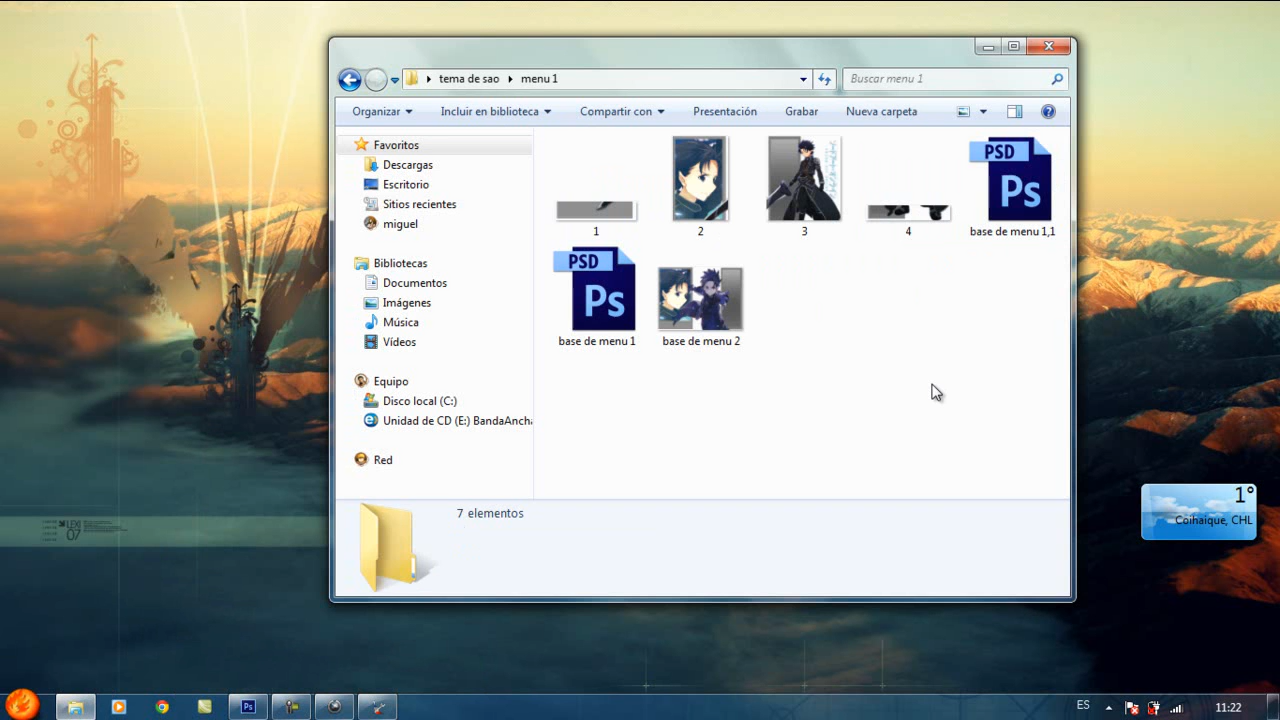 tema de sao
menu 1
Buscar menu 1
Organizar
Incluir en biblioteca
Compartir con
Presentación
Grabar
Nueva carpeta
Favoritos
Descargas
Escritorio
Sitios recientes
miguel
Bibliotecas
Documentos
Imágenes
Música
Vídeos
Equipo
Disco local (C:)
Unidad de CD (E:) BandaAncha
Red
1
2
3
4
PSD
Ps
base de menu 1,1
PSD
Ps
base de menu 1
base de menu 2
7 elementos
1°
Coihaique, CHL
07
Ps
ES
11:22